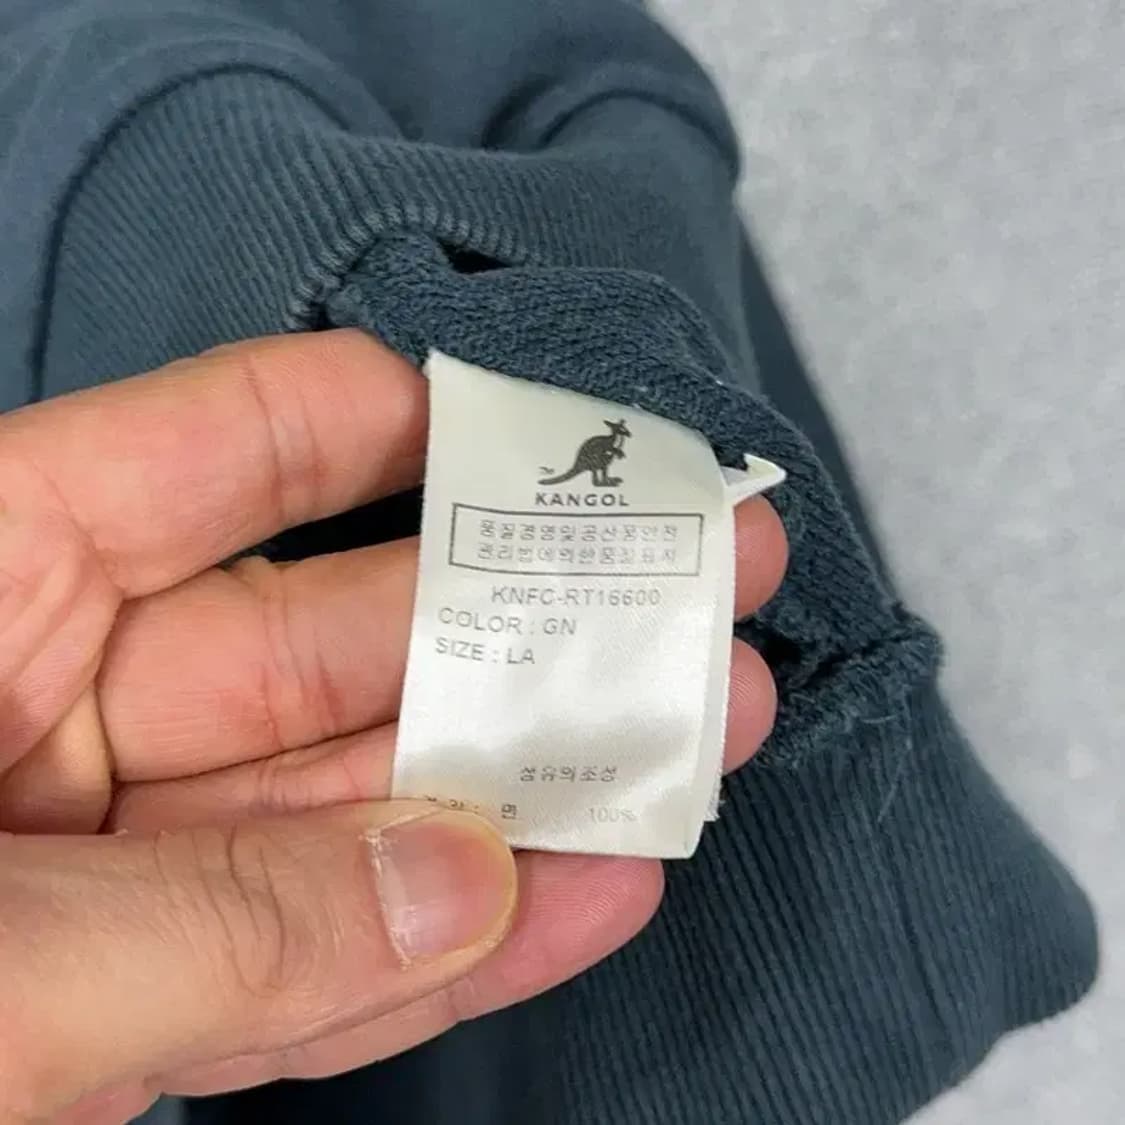 KANGOL
품질경영및공산품안전
관리법에의한품질표시
KNFC-RT16600
COLOR : GN
SIZE : LA
섬유의조성
면 100%